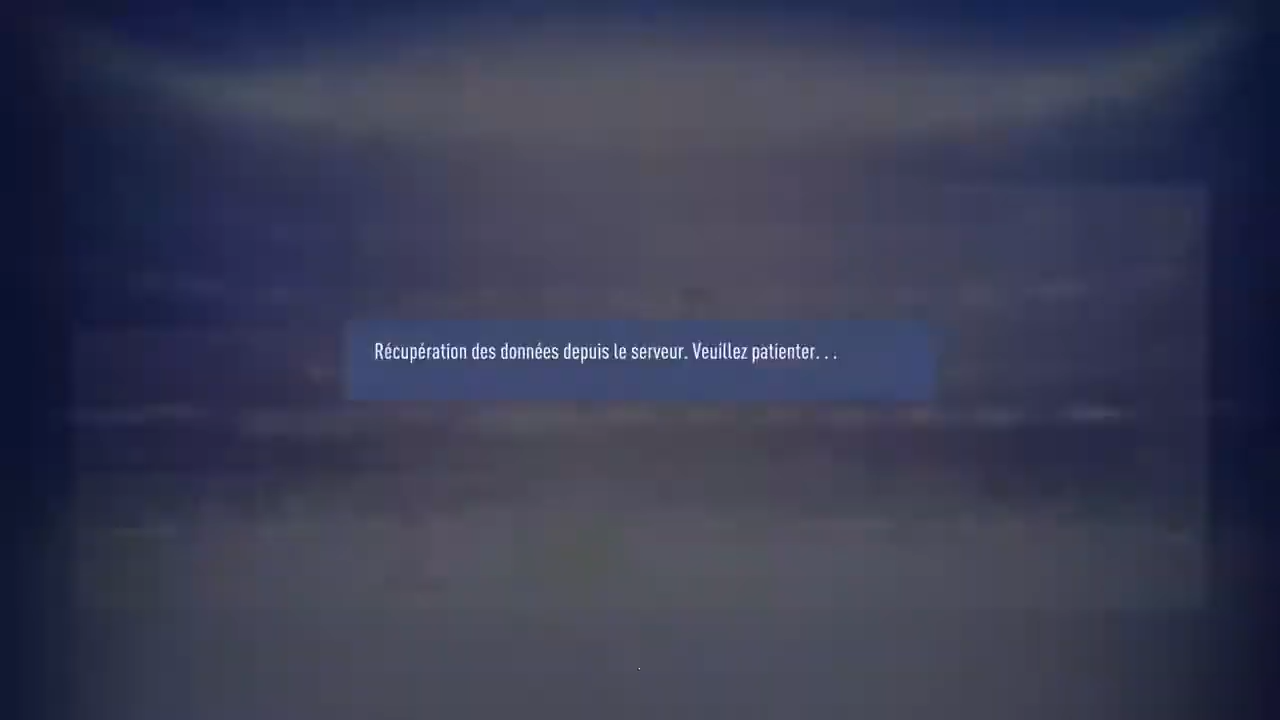 Récupération des données depuis le serveur. Veuillez patienter. . .